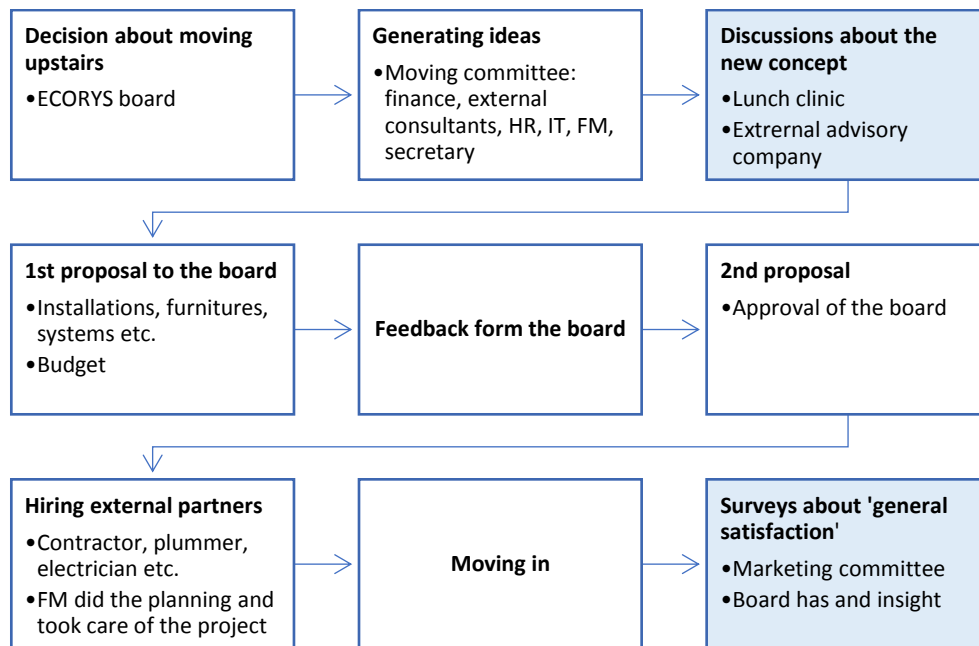 Decision about moving
upstairs
•ECORYS board
Generating ideas
•Moving committee:
finance, external
consultants, HR, IT, FM,
secretary
Discussions about the
new concept
•Lunch clinic
•Extrernal advisory
company
1st proposal to the board
•Installations, furnitures,
systems etc.
•Budget
Feedback form the board
2nd proposal
•Approval of the board
Hiring external partners
•Contractor, plummer,
electrician etc.
•FM did the planning and
took care of the project
Moving in
Surveys about 'general
satisfaction'
•Marketing committee
•Board has and insight